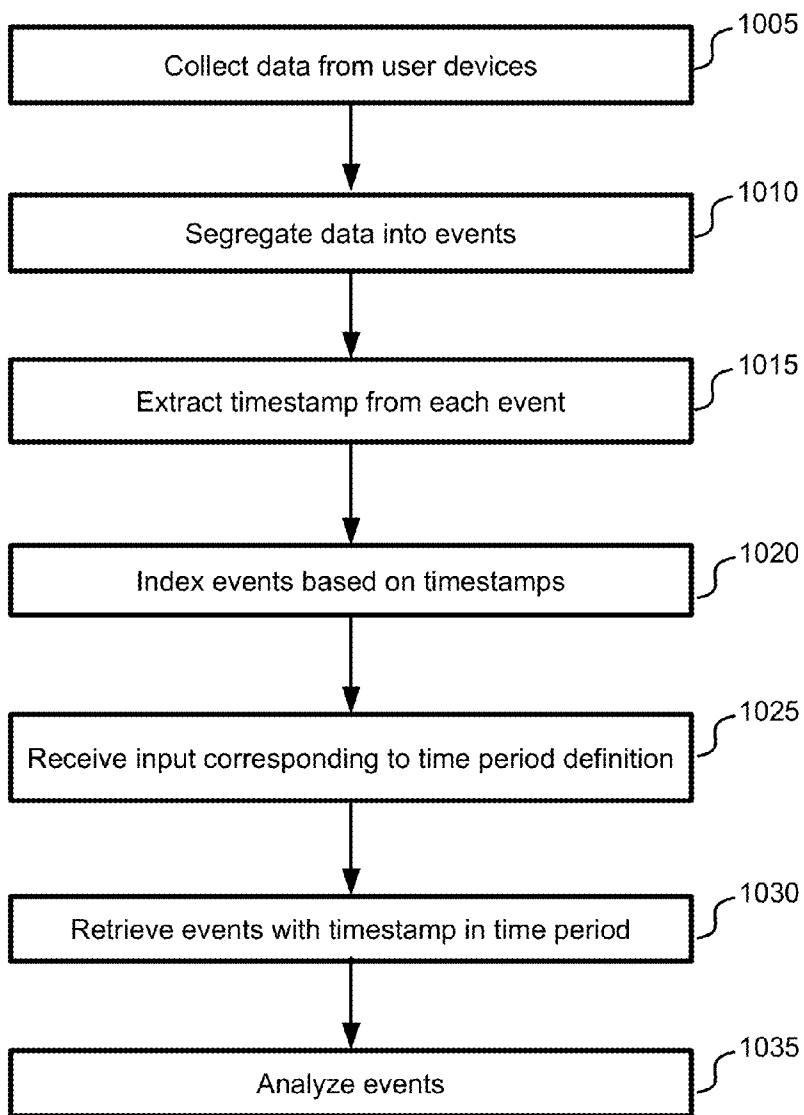 1005
Collect data from user devices
1010
Segregate data into events
1015
Extract timestamp from each event
1020
Index events based on timestamps
1025
Receive input corresponding to time period definition
1030
Retrieve events with timestamp in time period
1035
Analyze events